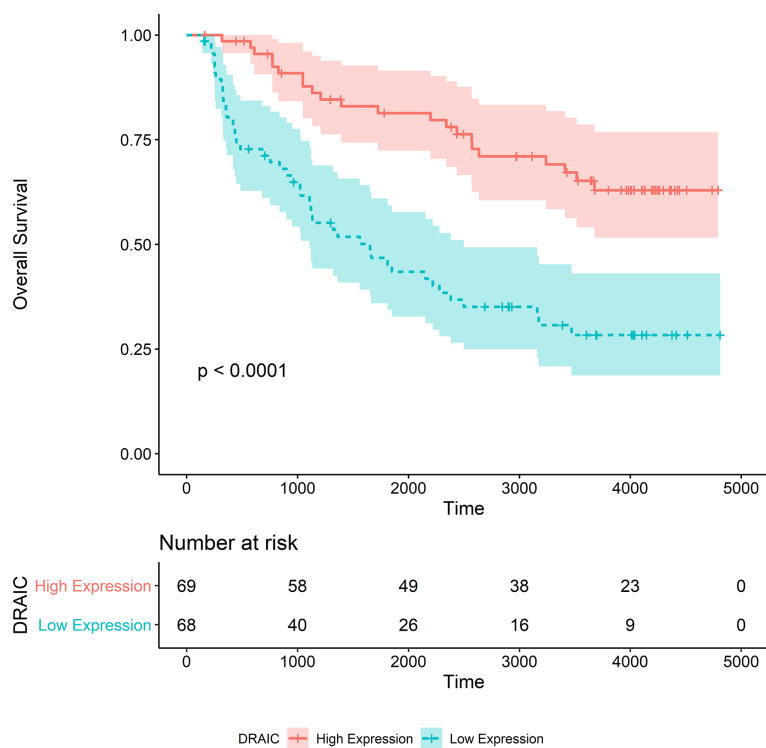 1.00
0.75
0.50
0.25
0.00
Overall Survival
p < 0.0001
0 1000 2000 3000 4000 5000
Time
Number at risk
DRAIC
High Expression 69 58 49 38 23 0
Low Expression 68 40 26 16 9 0
0 1000 2000 3000 4000 5000
Time
DRAIC High Expression Low Expression